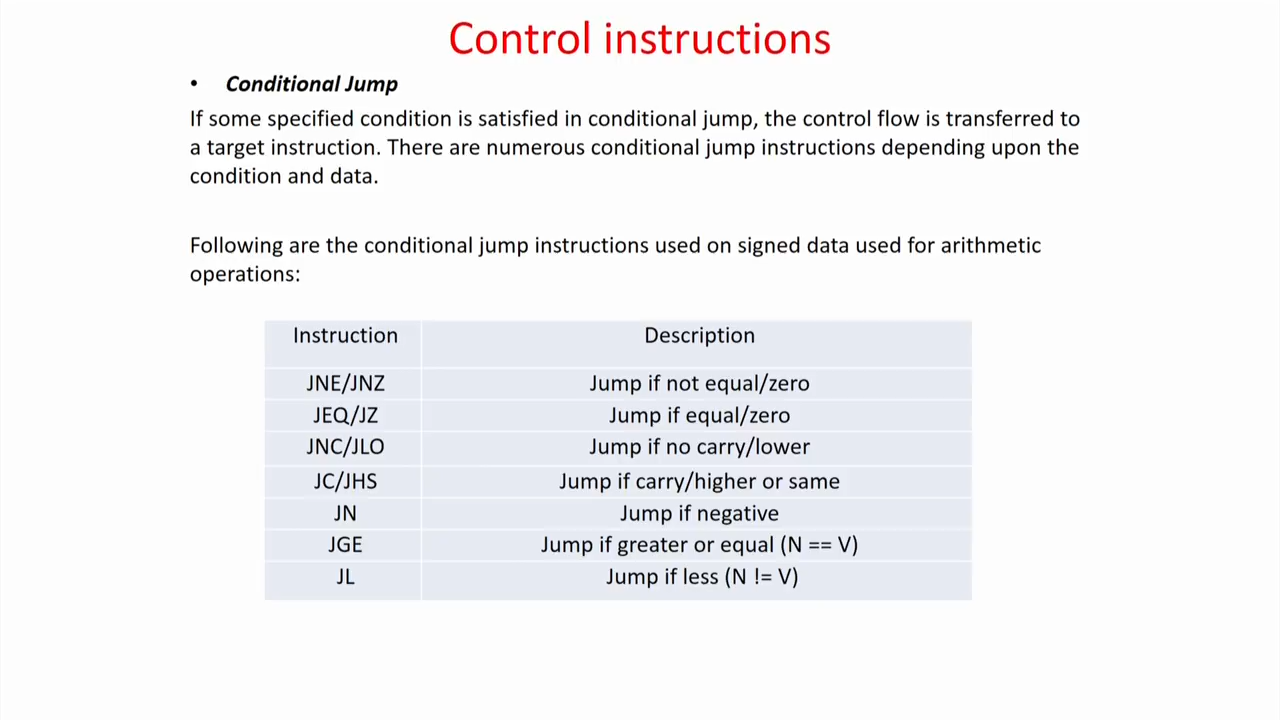 Control instructions
• Conditional Jump
If some specified condition is satisfied in conditional jump, the control flow is transferred to
a target instruction. There are numerous conditional jump instructions depending upon the
condition and data.
Following are the conditional jump instructions used on signed data used for arithmetic
operations:
Instruction Description
JNE/JNZ Jump if not equal/zero
JEQ/JZ Jump if equal/zero
JNC/JLO Jump if no carry/lower
JC/JHS Jump if carry/higher or same
JN Jump if negative
JGE Jump if greater or equal (N == V)
JL Jump if less (N != V)